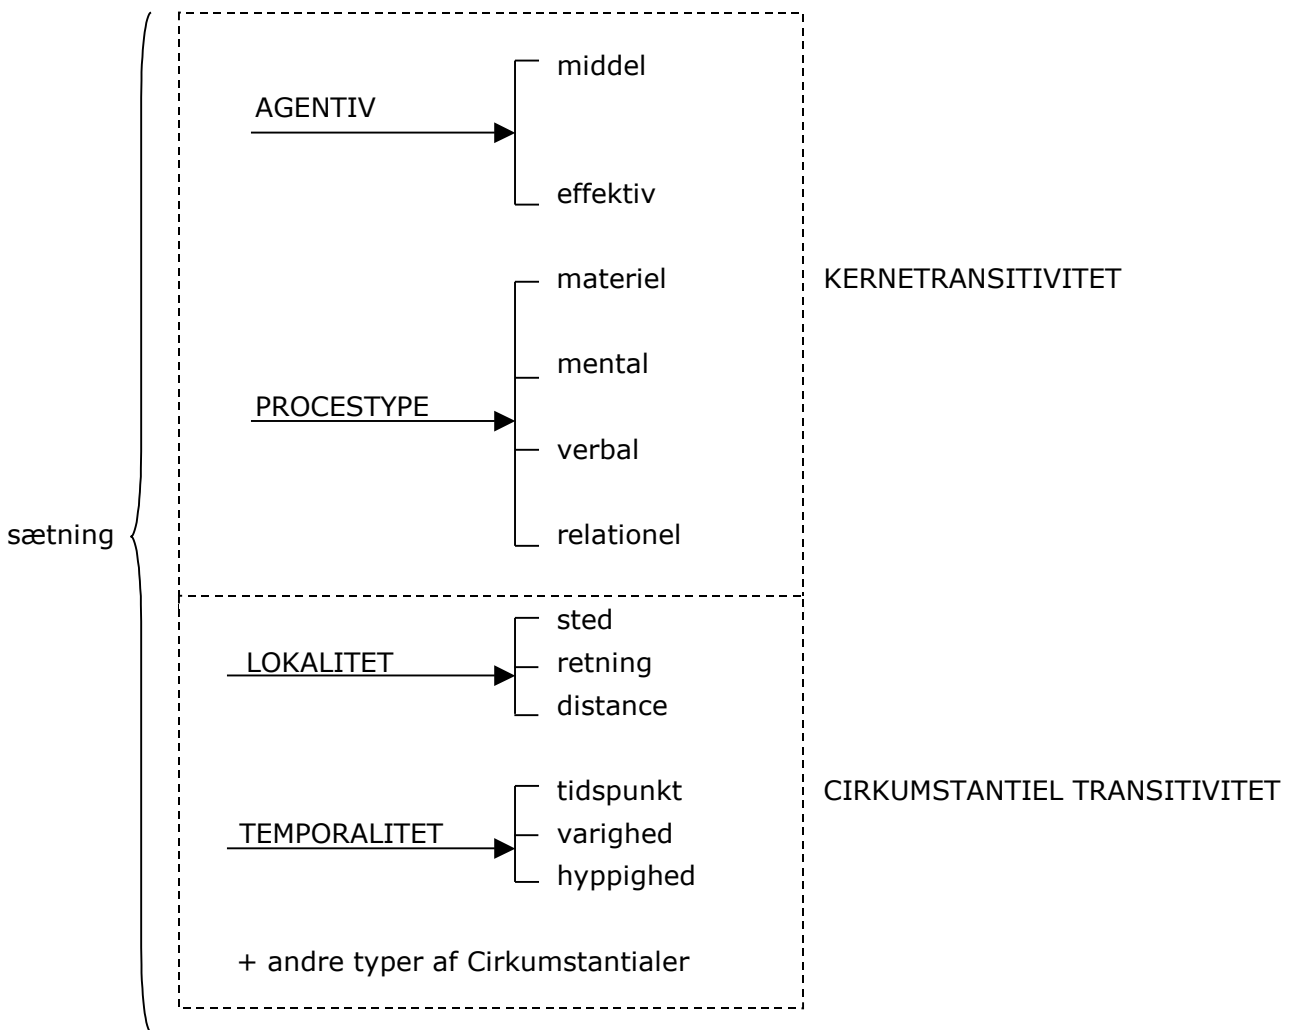 middel
AGENTIV
effektiv
materiel
KERNETRANSITIVITET
mental
PROCESTYPE
verbal
sætning
relationel
sted
LOKALITET
retning
distance
tidspunkt
CIRKUMSTANTIEL TRANSITIVITET
TEMPORALITET
varighed
hyppighed
+ andre typer af Cirkumstantialer